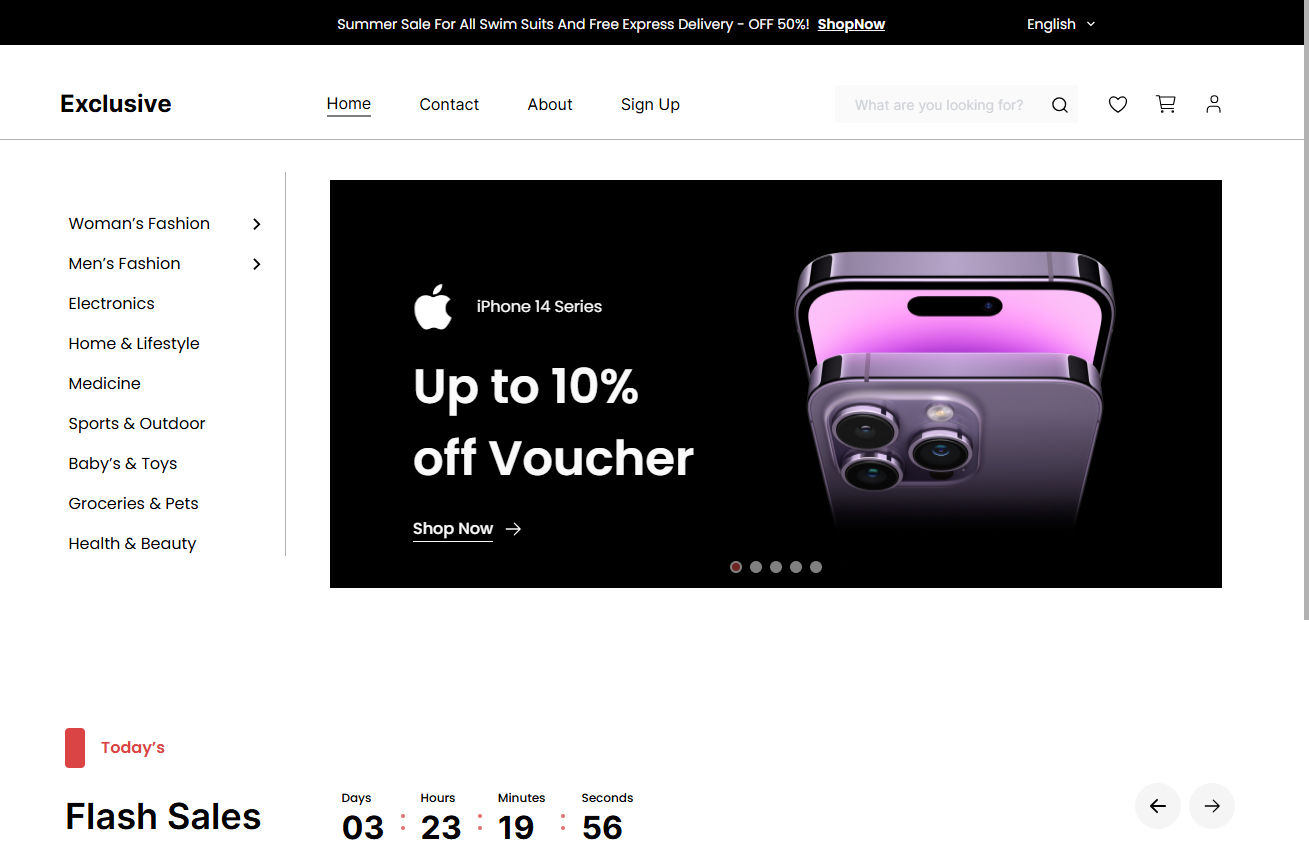 Summer Sale For All Swim Suits And Free Express Delivery - OFF 50%! ShopNow
English
Exclusive
Home
Contact
About
Sign Up
What are you looking for?
Woman’s Fashion
Men’s Fashion
Electronics
Home & Lifestyle
Medicine
Sports & Outdoor
Baby’s & Toys
Groceries & Pets
Health & Beauty
iPhone 14 Series
Up to 10%
off Voucher
Shop Now
Today’s
Flash Sales
Days Hours Minutes Seconds
03 : 23 : 19 : 56